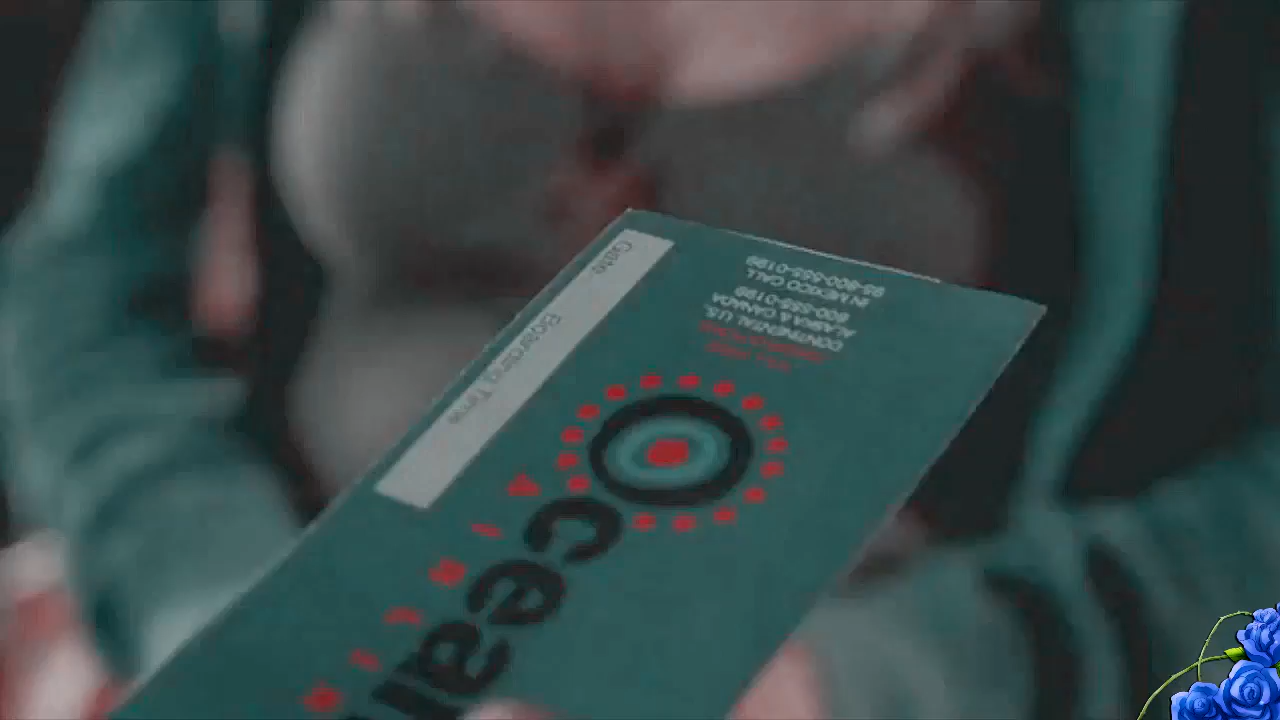 Gate
Boarding Time
CONTINENTAL U.S.
ALASKA & CANADA
800-555-0199
IN MEXICO CALL
95-800-555-0199
Ocea